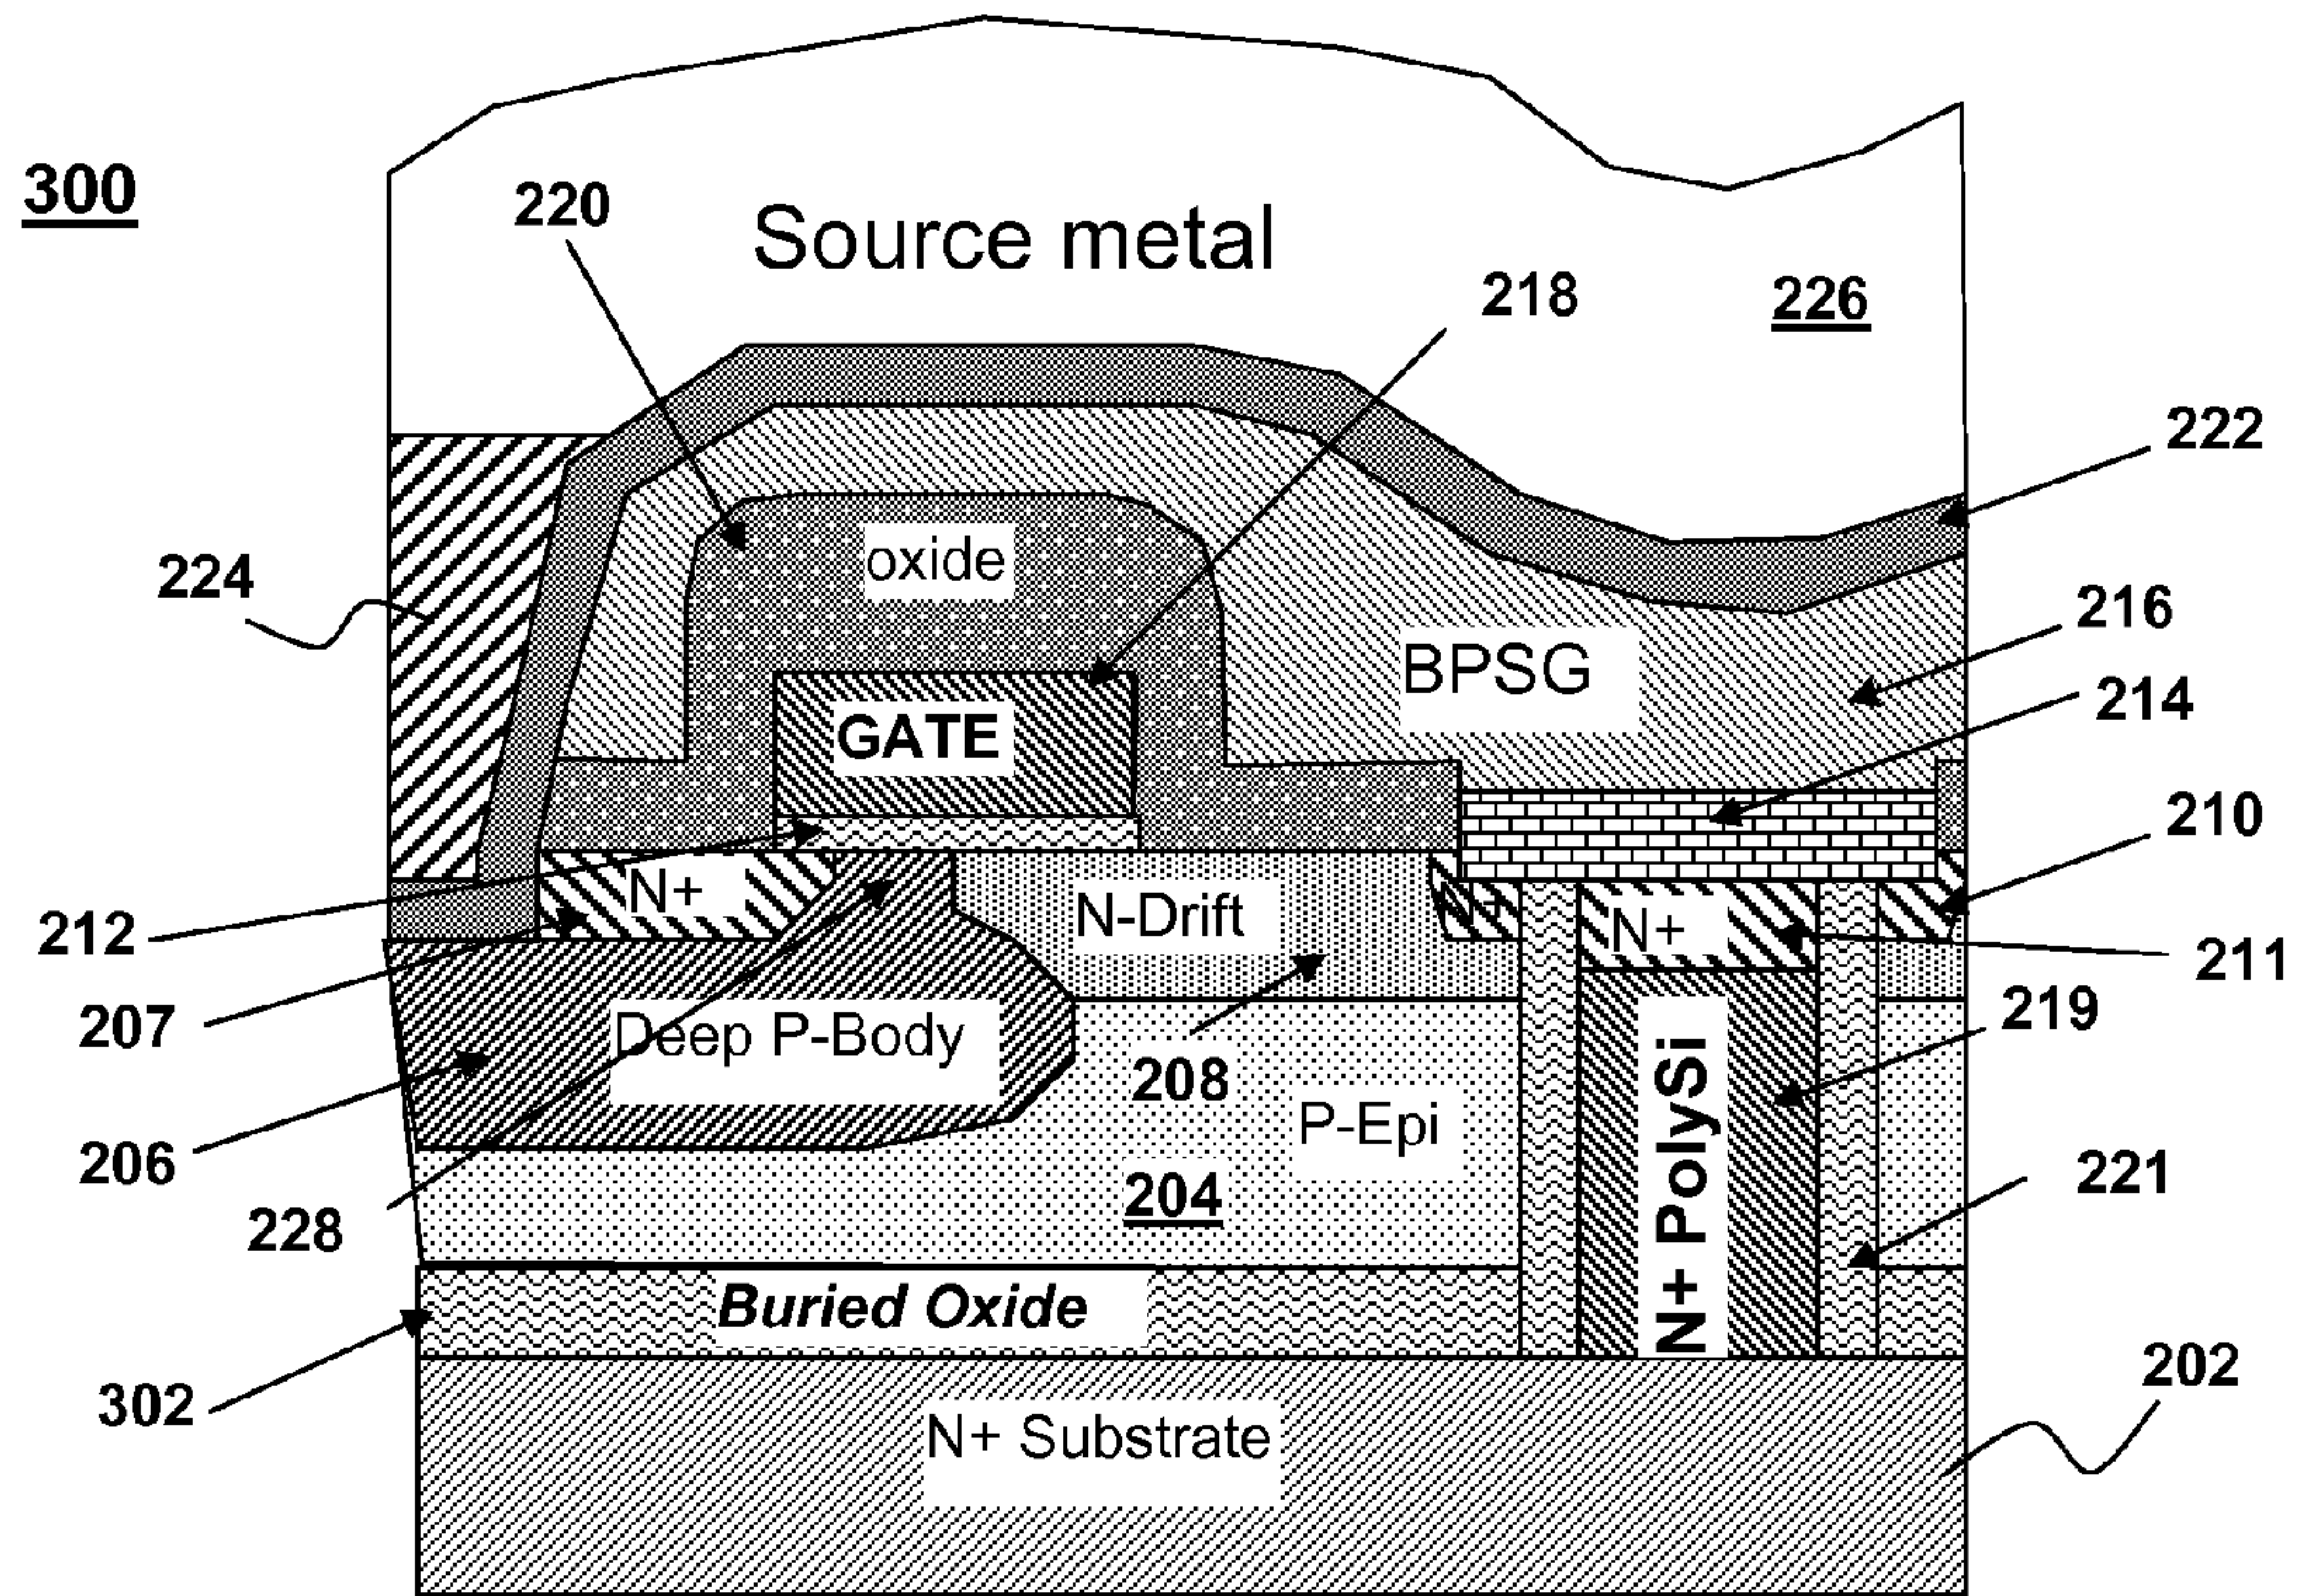 300
220
Source metal
218
226
222
oxide
224
216
BPSG
214
GATE
210
N+
N-Drift
N+
N+
212
211
207
Deep P-Body
219
208
P-Epi
N+ PolySi
206
221
204
228
Buried Oxide
302
202
N+ Substrate